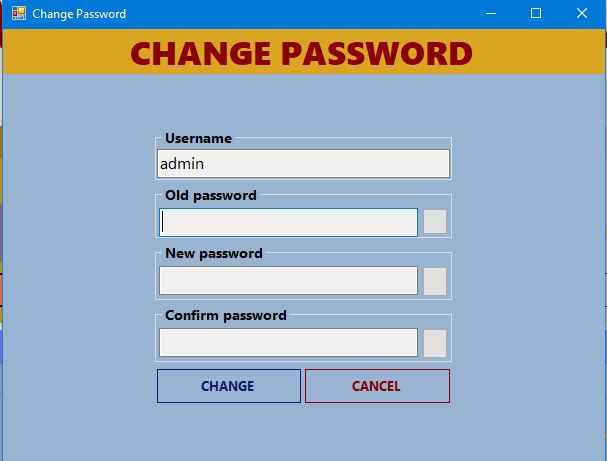 Change Password
CHANGE PASSWORD
Username
admin
Old password
New password
Confirm password
CHANGE
CANCEL